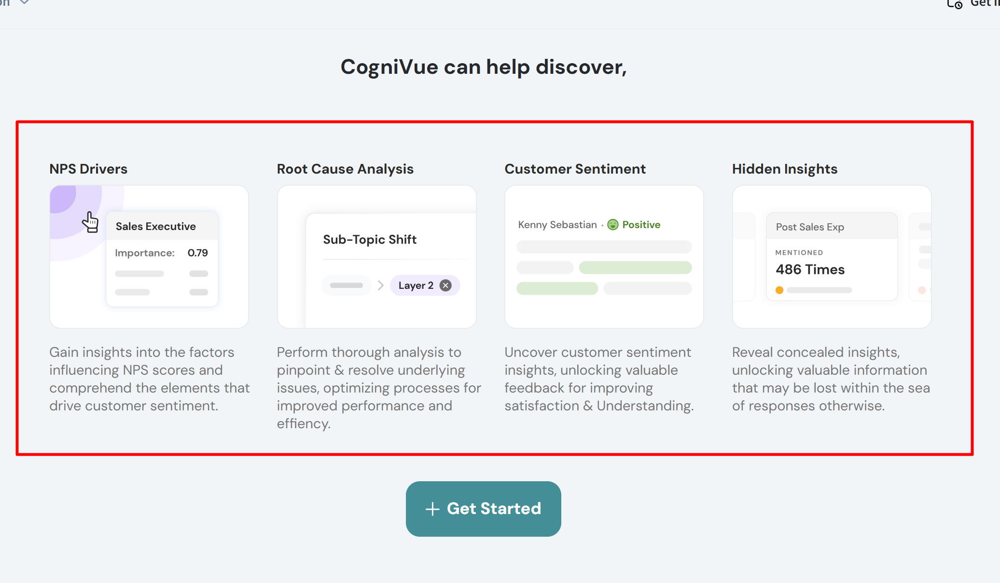 on
CogniVue can help discover,
NPS Drivers
Sales Executive
Importance: 0.79
Gain insights into the factors
influencing NPS scores and
comprehend the elements that
drive customer sentiment.
Root Cause Analysis
Sub-Topic Shift
Layer 2
Perform thorough analysis to
pinpoint & resolve underlying
issues, optimizing processes for
improved performance and
effiency.
Customer Sentiment
Kenny Sebastian · Positive
Uncover customer sentiment
insights, unlocking valuable
feedback for improving
satisfaction & Understanding.
Hidden Insights
Post Sales Exp
MENTIONED
486 Times
Reveal concealed insights,
unlocking valuable information
that may be lost within the sea
of responses otherwise.
+ Get Started